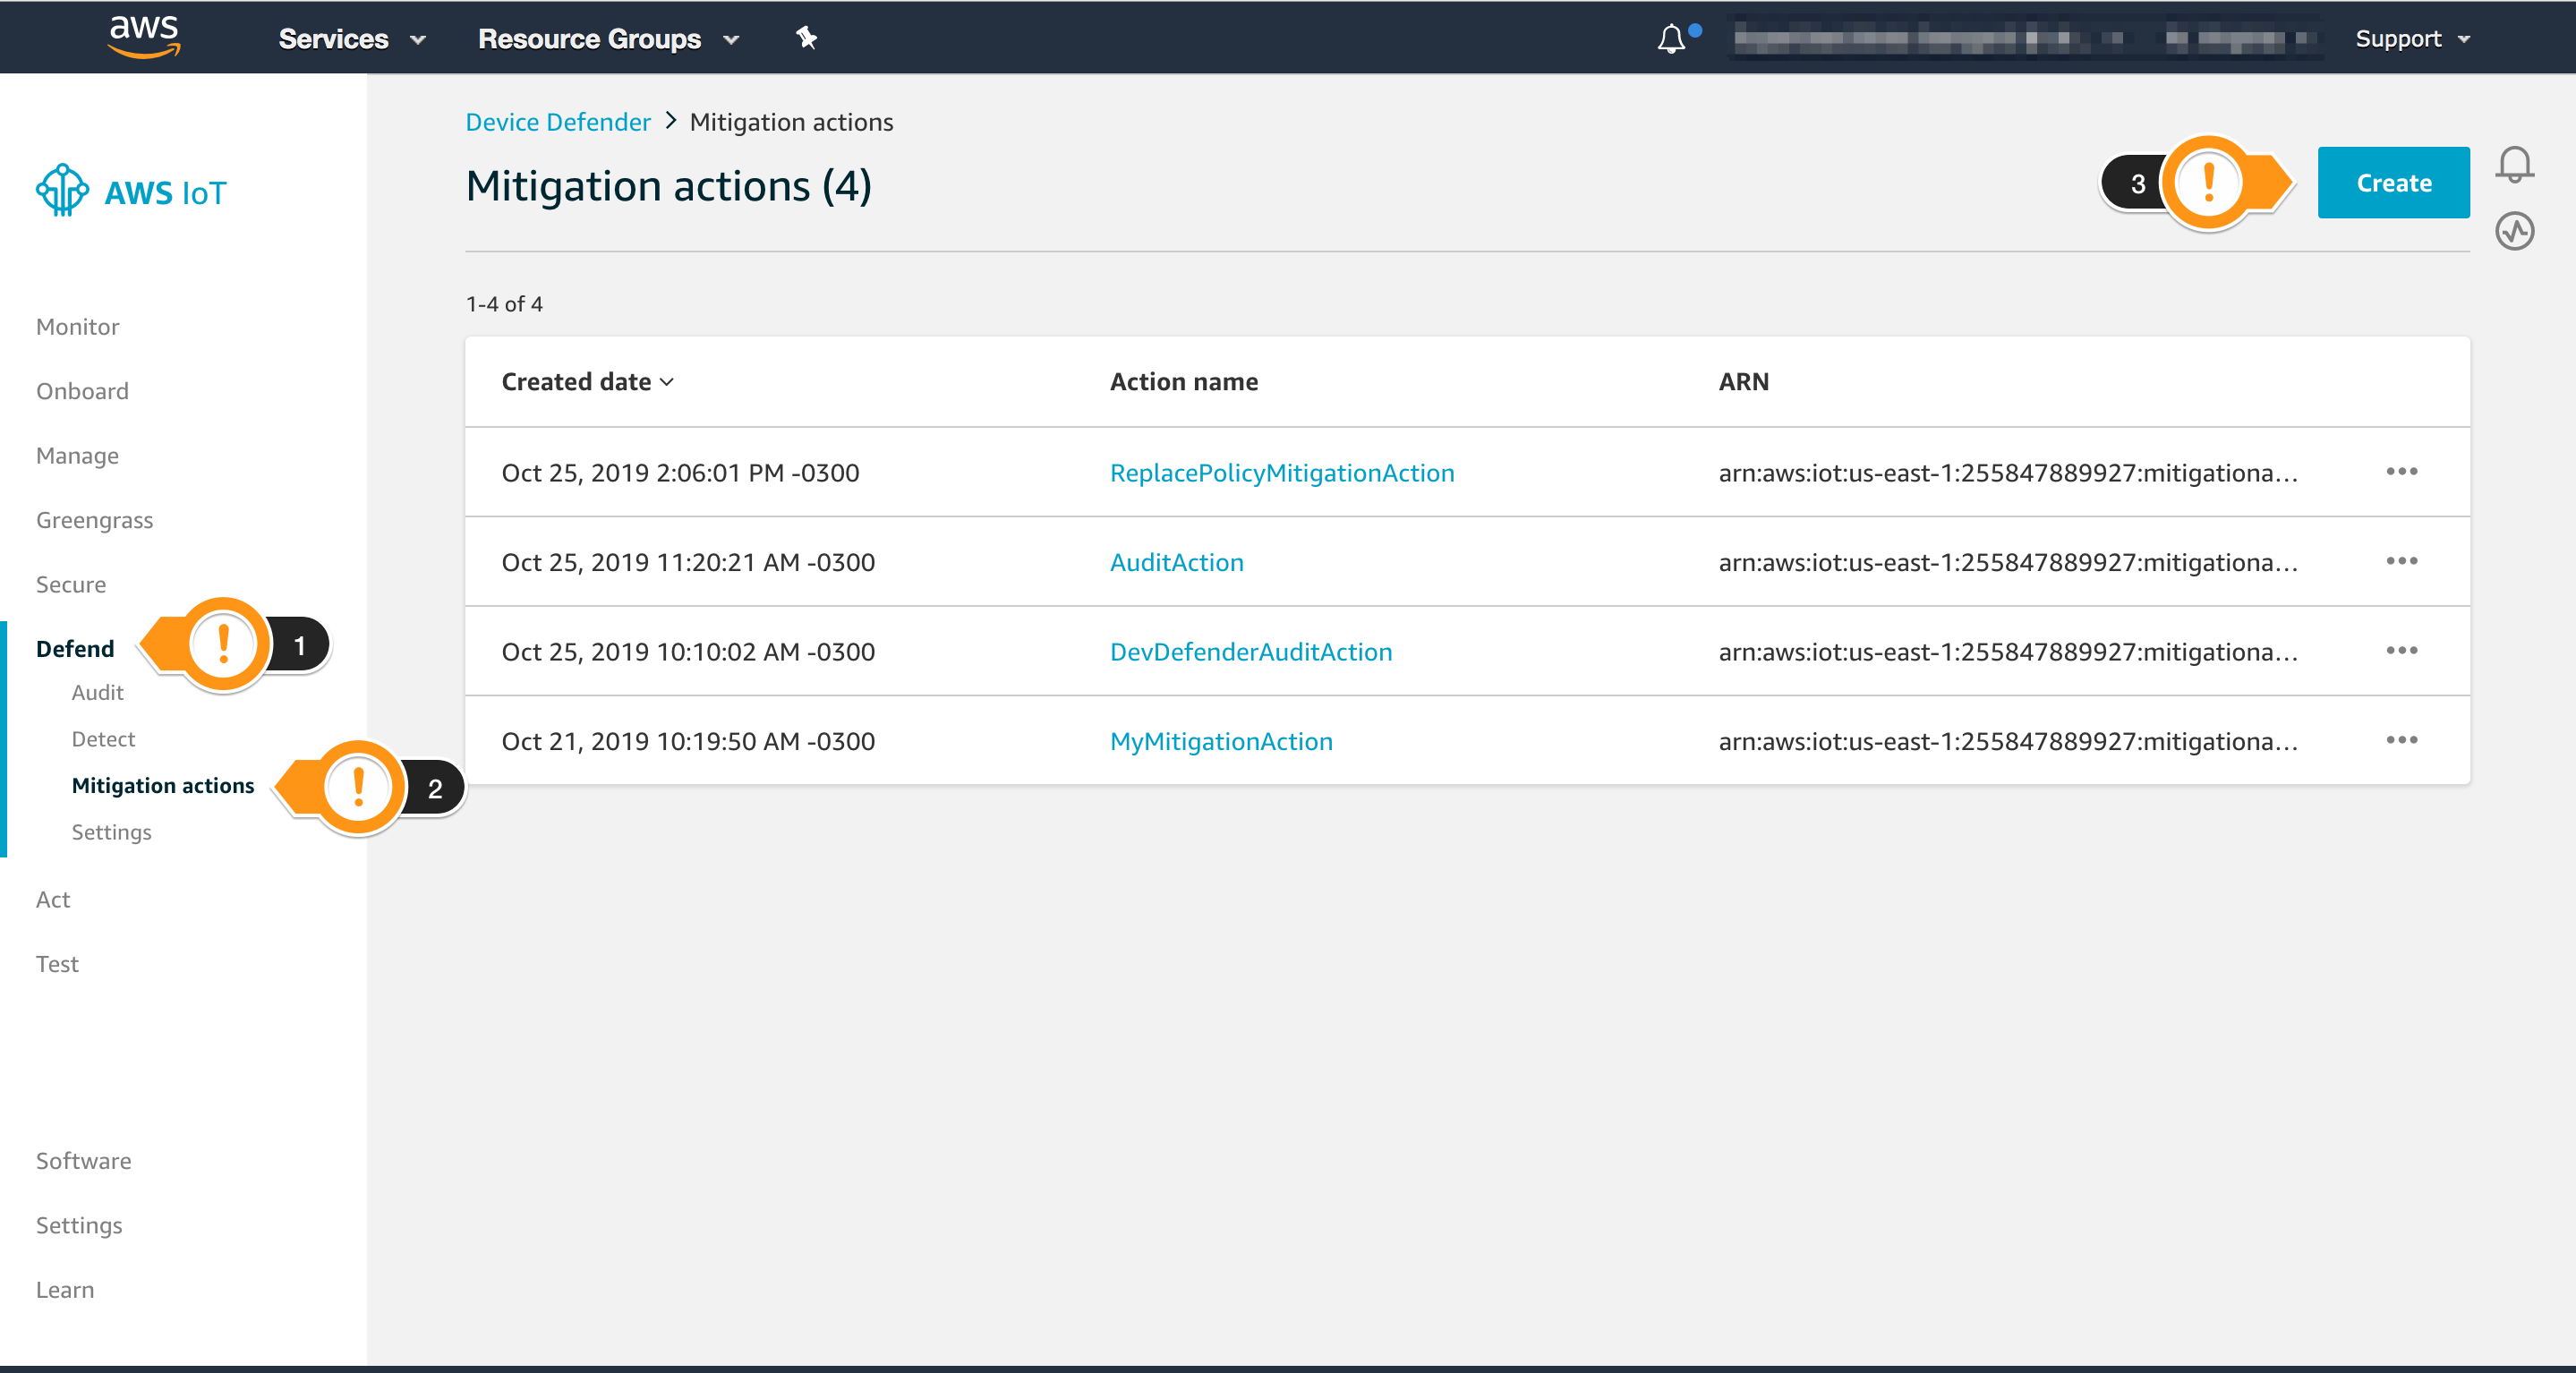 aws Services Resource Groups Support
Device Defender > Mitigation actions
Mitigation actions (4)
3 ! Create
AWS IoT
1-4 of 4
Monitor
Onboard
Manage
Greengrass
Secure
Defend ! 1
Audit
Detect
Mitigation actions ! 2
Settings
Act
Test
Software
Settings
Learn
Created date Action name ARN
Oct 25, 2019 2:06:01 PM -0300 ReplacePolicyMitigationAction arn:aws:iot:us-east-1:255847889927:mitigationa...
Oct 25, 2019 11:20:21 AM -0300 AuditAction arn:aws:iot:us-east-1:255847889927:mitigationa...
Oct 25, 2019 10:10:02 AM -0300 DevDefenderAuditAction arn:aws:iot:us-east-1:255847889927:mitigationa...
Oct 21, 2019 10:19:50 AM -0300 MyMitigationAction arn:aws:iot:us-east-1:255847889927:mitigationa...